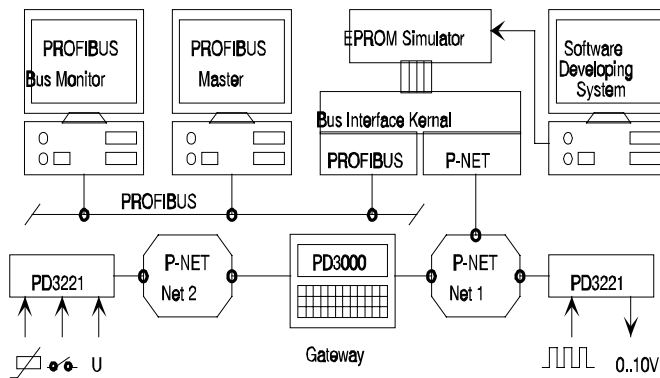 PROFIBUS
Bus Monitor
PROFIBUS
Master
EPROM Simulator
Software
Developing
System
Bus Interface Kernal
PROFIBUS
P-NET
PROFIBUS
PD3221
P-NET
Net 2
PD3000
P-NET
Net 1
PD3221
Gateway
U
0..10V